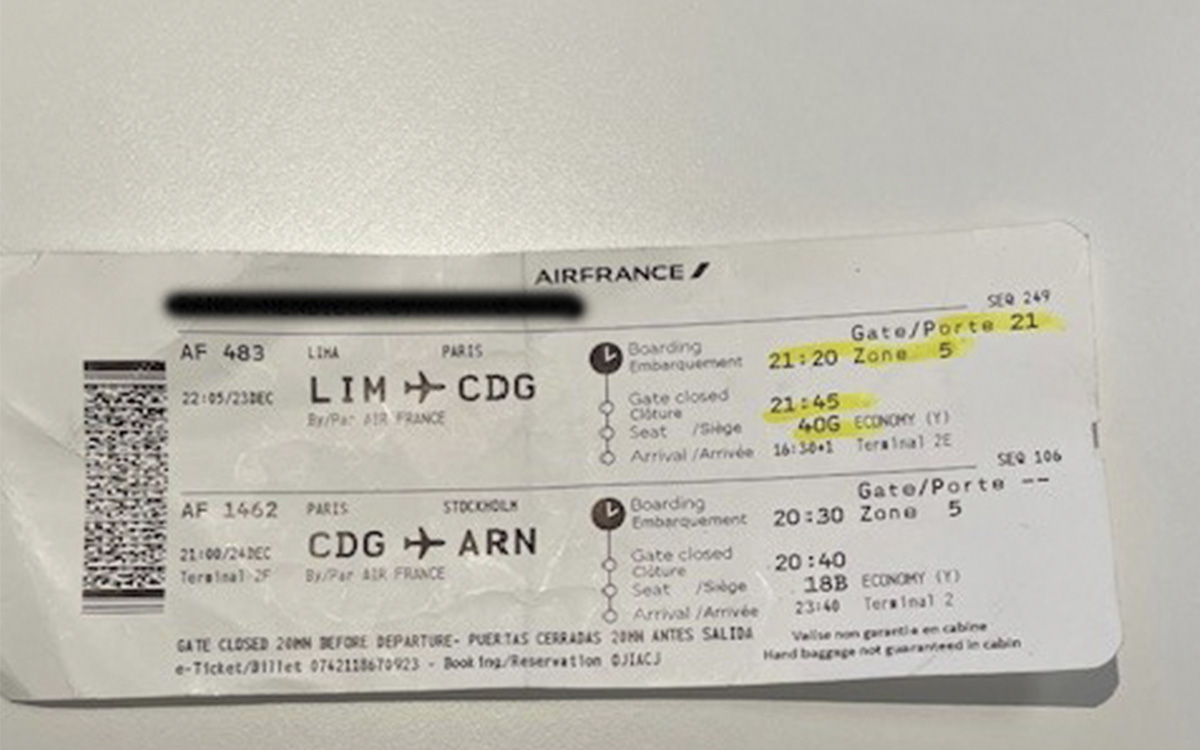 AIRFRANCE
SEQ 249
Gate/Porte 21
AF 483 LIMA PARIS Boarding Embarquement 21:20 Zone 5
22:05/23DEC LIM CDG
By/Par AIR FRANCE
Gate closed Clôture 21:45
Seat /Siège 40G ECONOMY (Y)
Arrival /Arrivée 16:30+1 Terminal 2E
SEQ 106
Gate/Porte --
AF 1462 PARIS STOCKHOLM Boarding Embarquement 20:30 Zone 5
21:00/24DEC CDG ARN
Terminal 2F By/Par AIR FRANCE
Gate closed Clôture 20:40
Seat /Siège 18B ECONOMY (Y)
Arrival /Arrivée 23:40 Terminal 2
GATE CLOSED 20MN BEFORE DEPARTURE- PUERTAS CERRADAS 20MN ANTES SALIDA
Valise non garantie en cabine
e-Ticket/Billet 0742118670923 - Booking/Reservation OJIACJ
Hand baggage not guaranteed in cabin